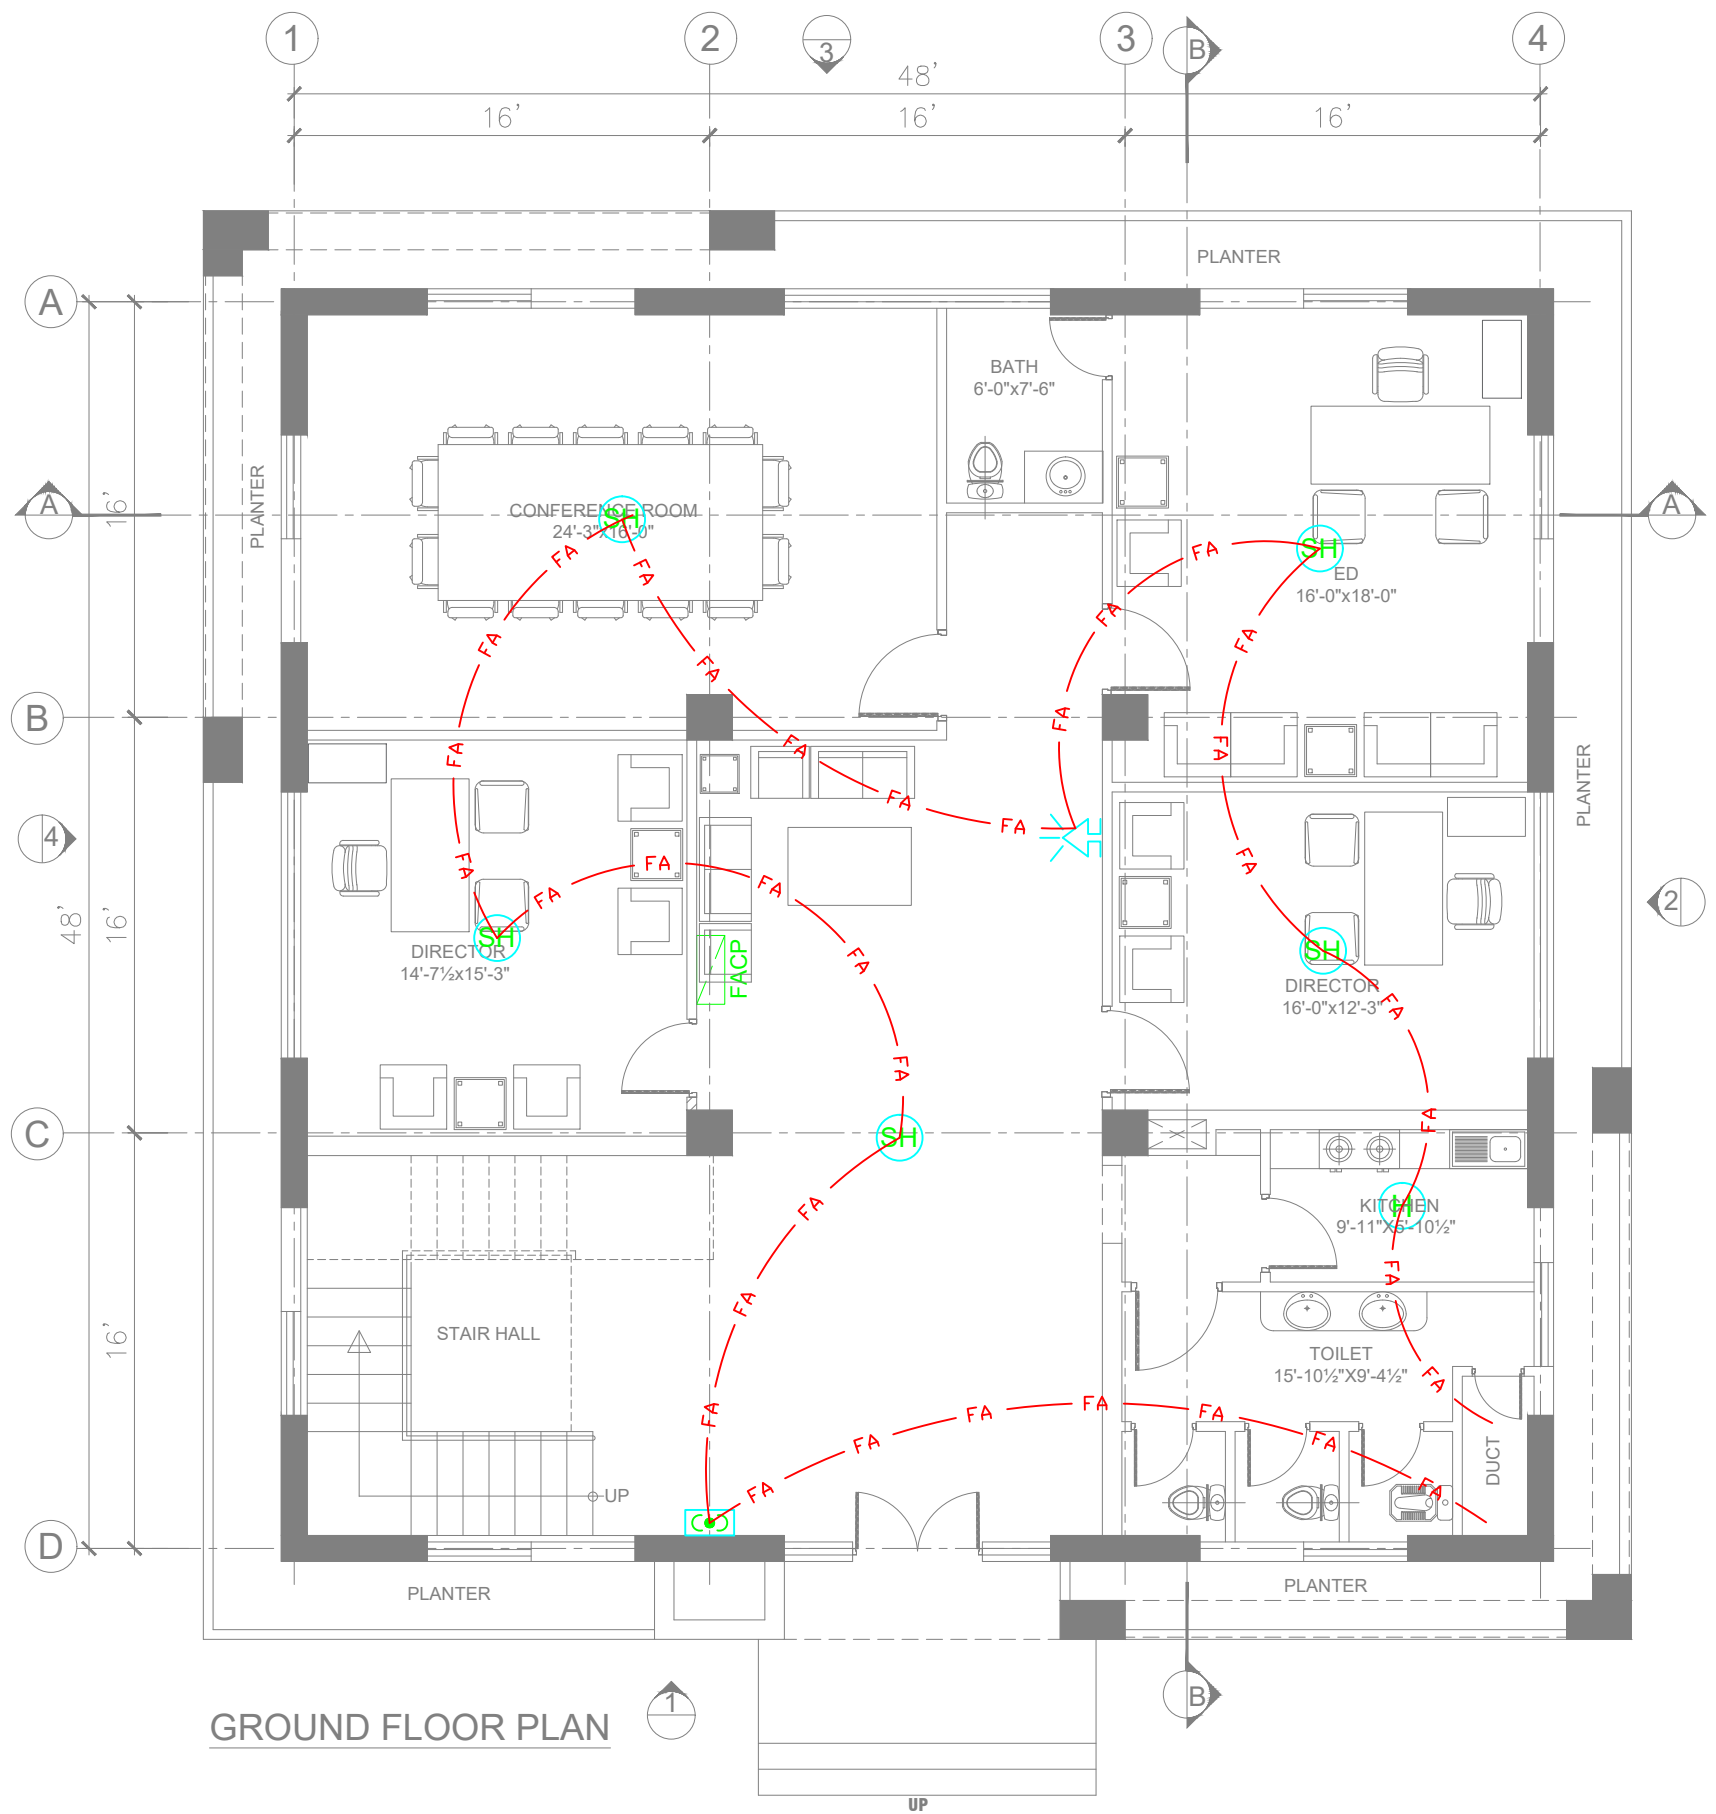 1
2
3
4
3
B
48'
16'
16'
16'
PLANTER
A
BATH
6'-0"x7'-6"
PLANTER
A
16'
CONFERENCE ROOM
24'-3"x16'-0"
SH
A
SH
ED
16'-0"x18'-0"
FA
FA
FA
FA
FA
FA
FA
FA
FA
B
FA
FA
FA
FA
FA
FA
PLANTER
4
FA
FA
FA
FA
FA
FA
48'
16'
2
SH
DIRECTOR
14'-7½x15'-3"
FACP
SH
DIRECTOR
16'-0"x12'-3"
FA
FA
FA
FA
C
SH
KITCHEN
9'-11"X5'-10½"
H
FA
FA
FA
16'
STAIR HALL
TOILET
15'-10½"X9'-4½"
FA
FA
FA
FA
FA
FA
FA
FA
FA
DUCT
UP
D
PLANTER
PLANTER
1
B
GROUND FLOOR PLAN
UP